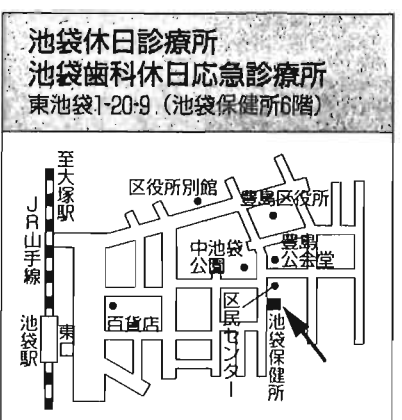 池袋休日診療所
池袋歯科休日応急診療所
東池袋1-20-9（池袋保健所6階）
至大塚駅
JR山手線
池袋駅
東口
区役所別館
豊島区役所
中池袋
公園
豊島
公会堂
百貨店
区民センター
池袋保健所